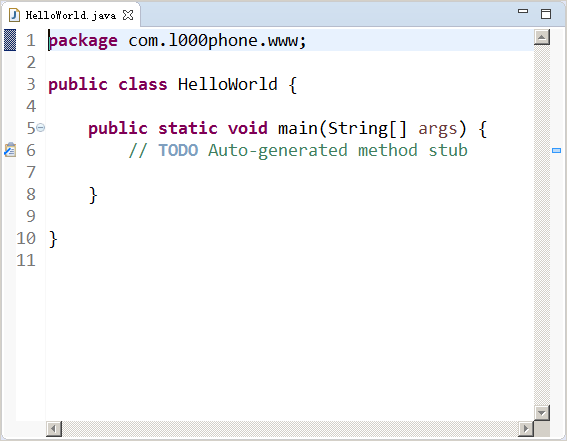 HelloWorld.java
1 package com.l000phone.www;
2
3 public class HelloWorld {
4
5 public static void main(String[] args) {
6 // TODO Auto-generated method stub
7
8 }
9
10 }
11